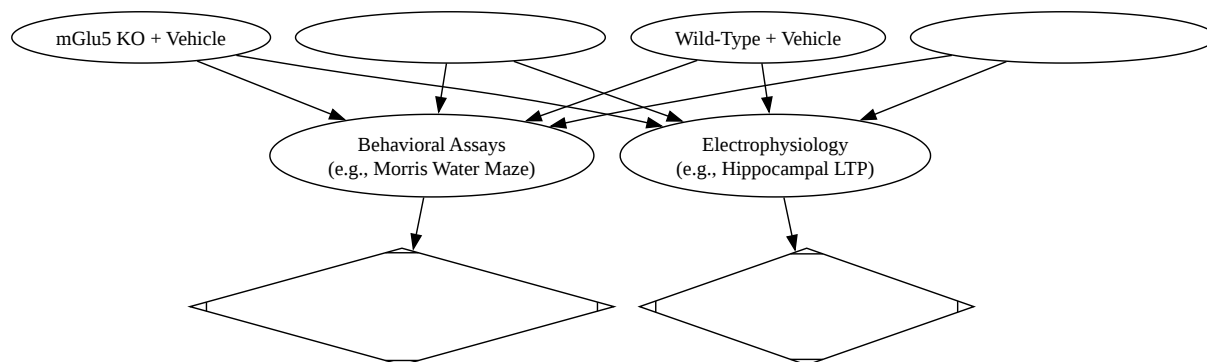 mGlu5 KO + Vehicle
Wild-Type + Vehicle
Behavioral Assays
(e.g., Morris Water Maze)
Electrophysiology
(e.g., Hippocampal LTP)